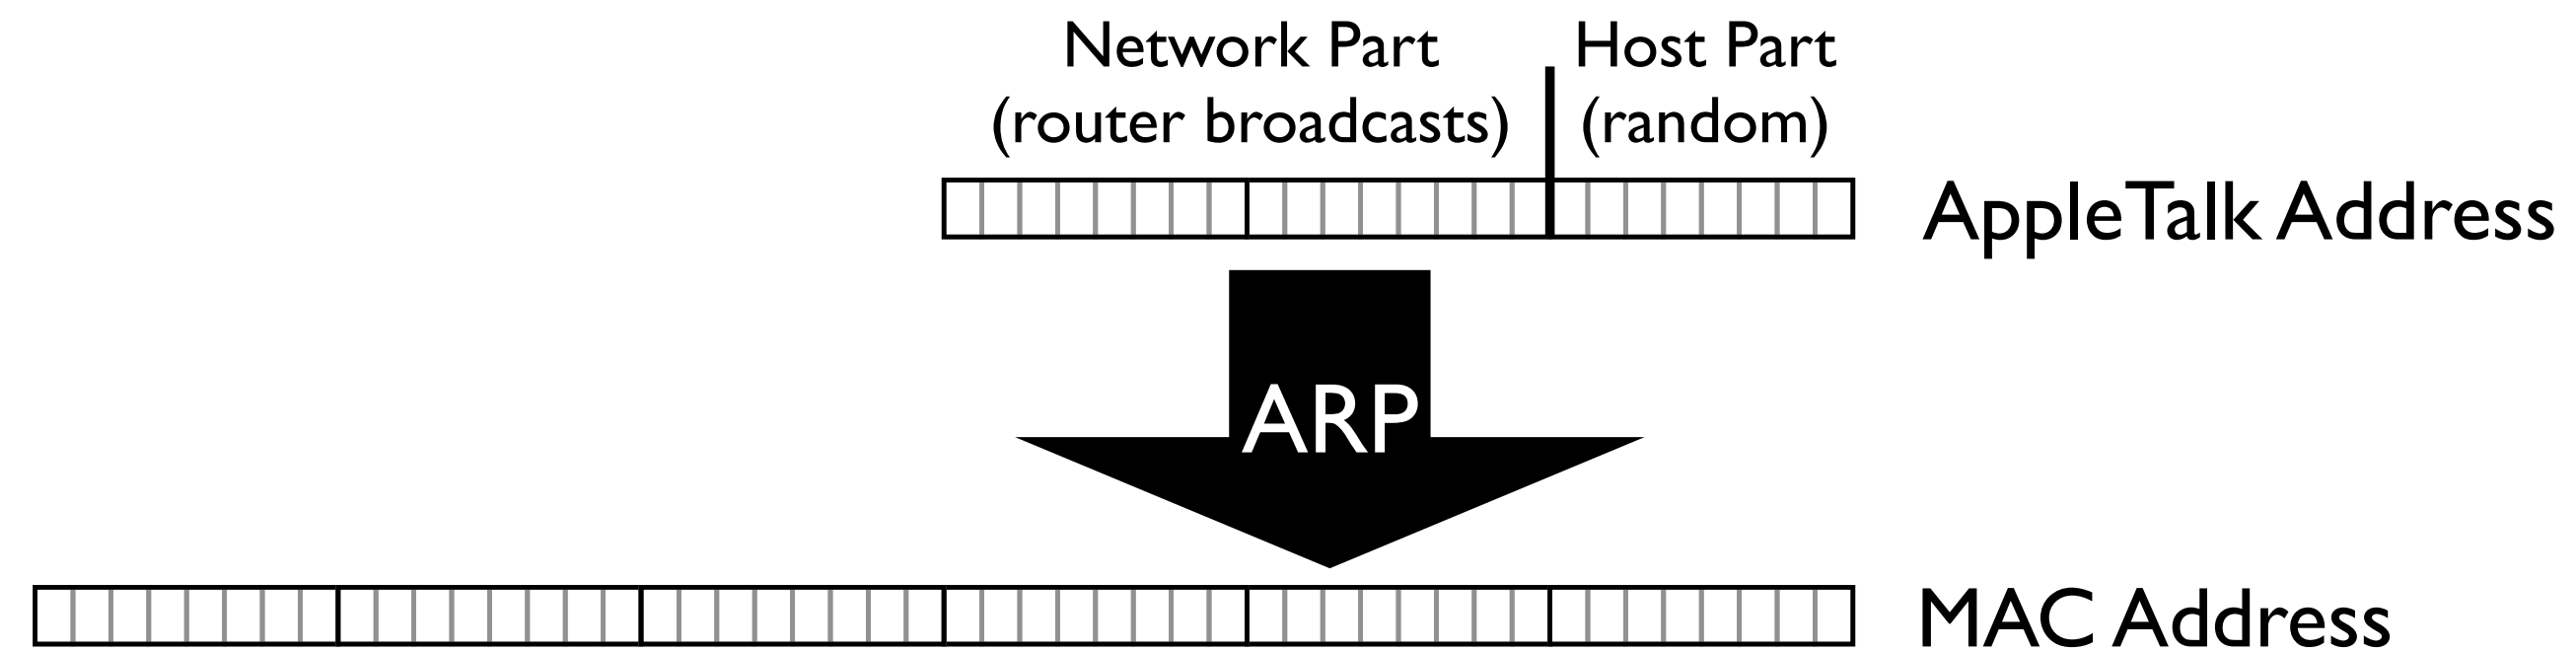 Network Part
(router broadcasts)
Host Part
(random)
AppleTalk Address
ARP
MAC Address